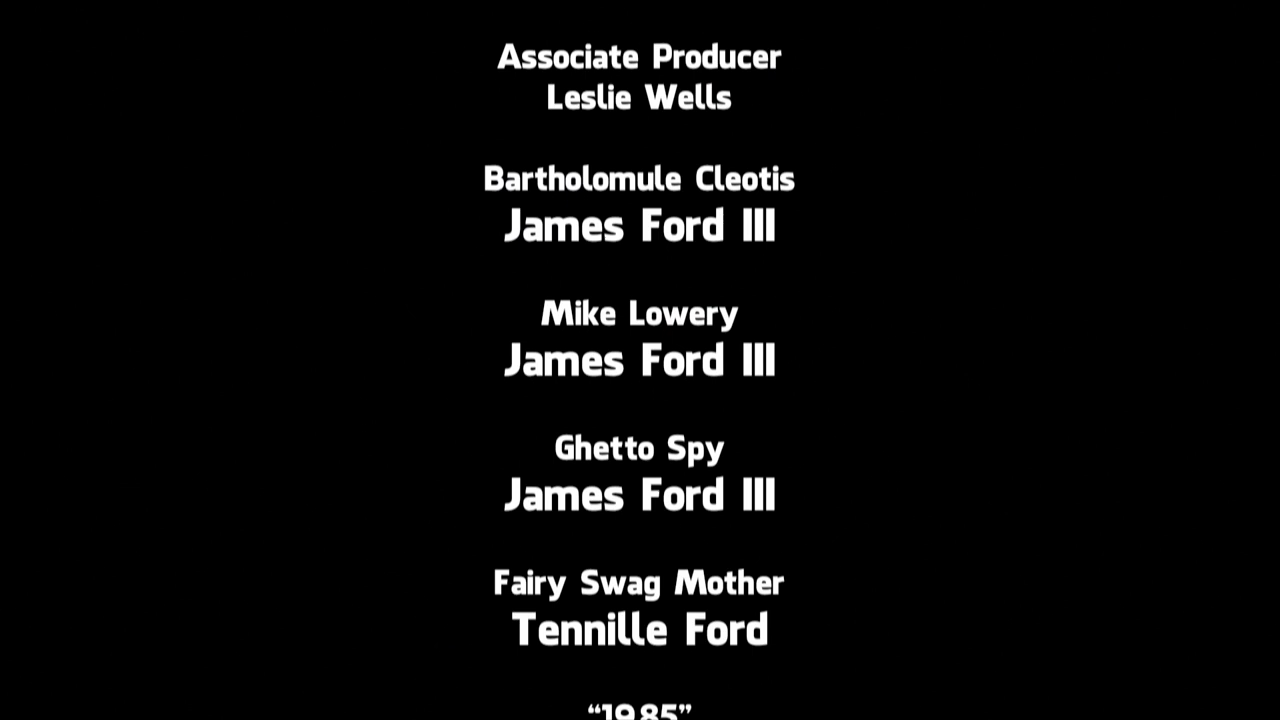 Associate Producer
Leslie Wells
Bartholomule Cleotis
James Ford III
Mike Lowery
James Ford III
Ghetto Spy
James Ford III
Fairy Swag Mother
Tennille Ford
“1985”